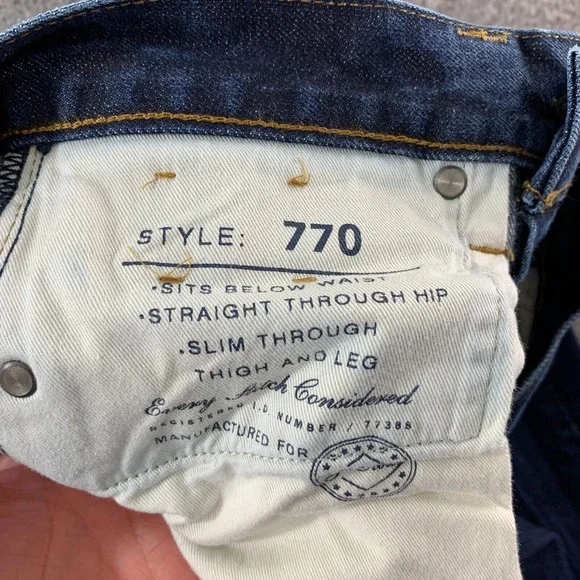 STYLE: 770
•SITS BELOW WAIST
•STRAIGHT THROUGH HIP
•SLIM THROUGH
THIGH AND LEG
Every Stitch Considered
REGISTERED I.D NUMBER / 77385
MANUFACTURED FOR